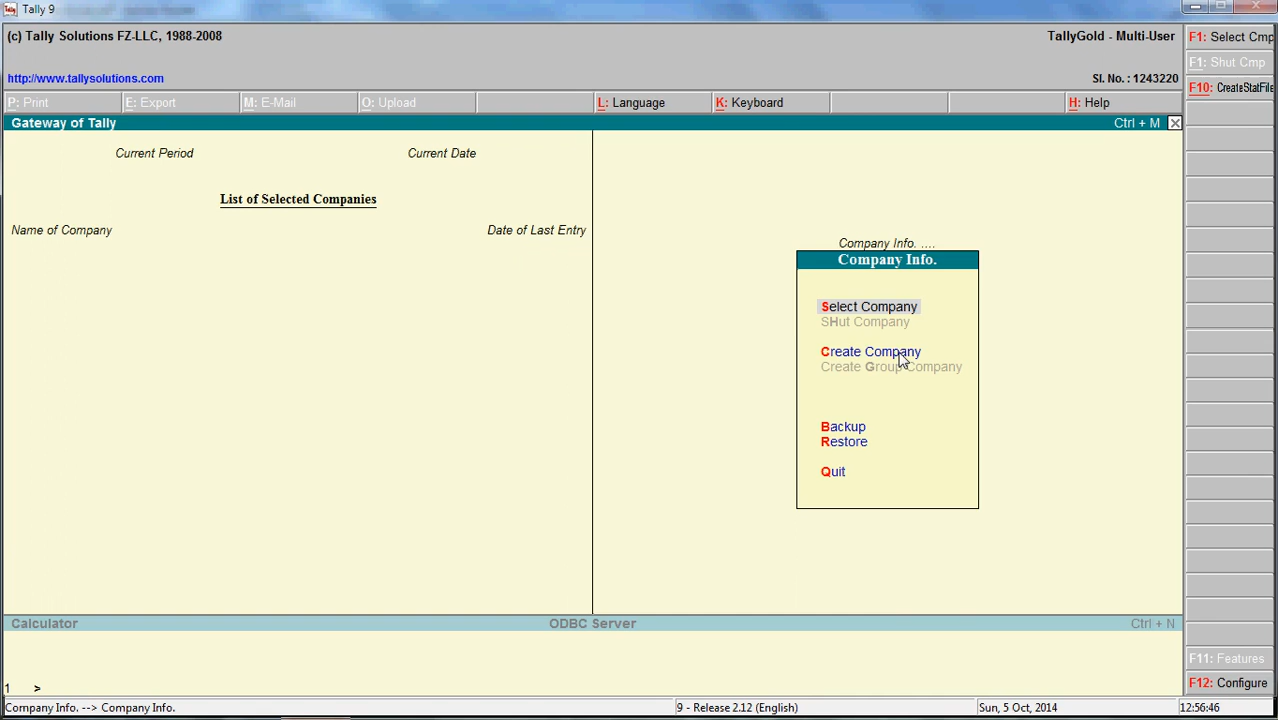 Tally 9
(c) Tally Solutions FZ-LLC, 1988-2008
TallyGold - Multi-User
http://www.tallysolutions.com
Sl. No. : 1243220
P: Print
E: Export
M: E-Mail
O: Upload
L: Language
K: Keyboard
H: Help
Gateway of Tally
Ctrl + M
Current Period
Current Date
List of Selected Companies
Name of Company
Date of Last Entry
Company Info. ....
Company Info.
Select Company
SHut Company
Create Company
Create Group Company
Backup
Restore
Quit
F1: Select Cmp
F1: Shut Cmp
F10: CreateStatFile
F11: Features
F12: Configure
Calculator
ODBC Server
Ctrl + N
1 >
Company Info. --> Company Info.
9 - Release 2.12 (English)
Sun, 5 Oct, 2014
12:56:46